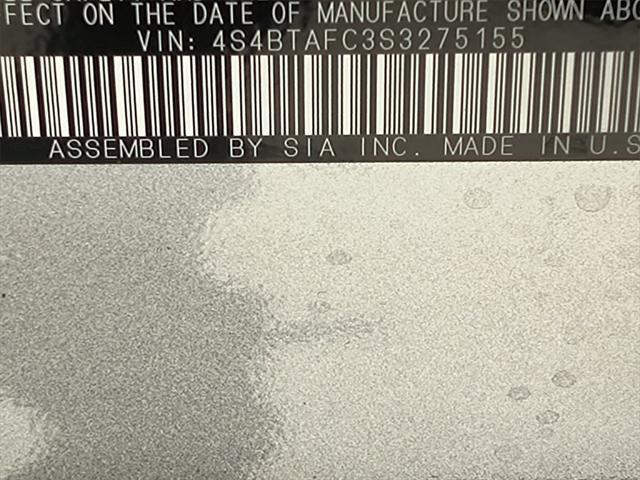 FECT ON THE DATE OF MANUFACTURE SHOWN ABO
VIN: 4S4BTAFC3S3275155
ASSEMBLED BY SIA INC. MADE IN U.S